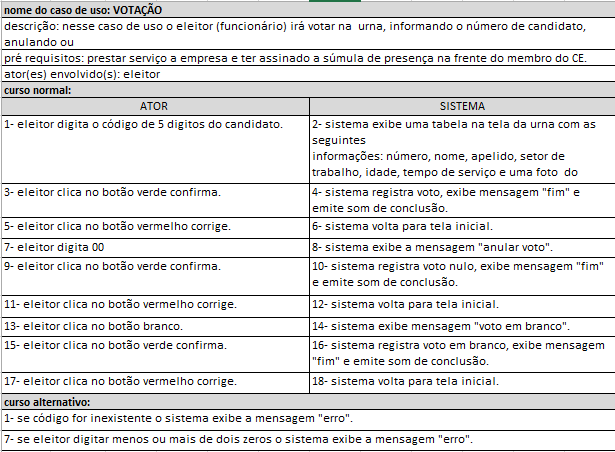 nome do caso de uso: VOTAÇÃO
descrição: nesse caso de uso o eleitor (funcionário) irá votar na urna, informando o número de candidato,
anulando ou
pré requisitos: prestar serviço a empresa e ter assinado a súmula de presença na frente do membro do CE.
ator(es) envolvido(s): eleitor
curso normal:
ATOR
SISTEMA
1- eleitor digita o código de 5 digitos do candidato.
2- sistema exibe uma tabela na tela da urna com as
seguintes
informações: número, nome, apelido, setor de
trabalho, idade, tempo de serviço e uma foto do
3- eleitor clica no botão verde confirma.
4- sistema registra voto, exibe mensagem "fim" e
emite som de conclusão.
5- eleitor clica no botão vermelho corrige.
6- sistema volta para tela inicial.
7- eleitor digita 00
8- sistema exibe a mensagem "anular voto".
9- eleitor clica no botão verde confirma.
10- sistema registra voto nulo, exibe mensagem "fim"
e emite som de conclusão.
11- eleitor clica no botão vermelho corrige.
12- sistema volta para tela inicial.
13- eleitor clica no botão branco.
14- sistema exibe mensagem "voto em branco".
15- eleitor clica no botão verde confirma.
16- sistema registra voto em branco, exibe mensagem
"fim" e emite som de conclusão.
17- eleitor clica no botão vermelho corrige.
18- sistema volta para tela inicial.
curso alternativo:
1- se código for inexistente o sistema exibe a mensagem "erro".
7- se eleitor digitar menos ou mais de dois zeros o sistema exibe a mensagem "erro".